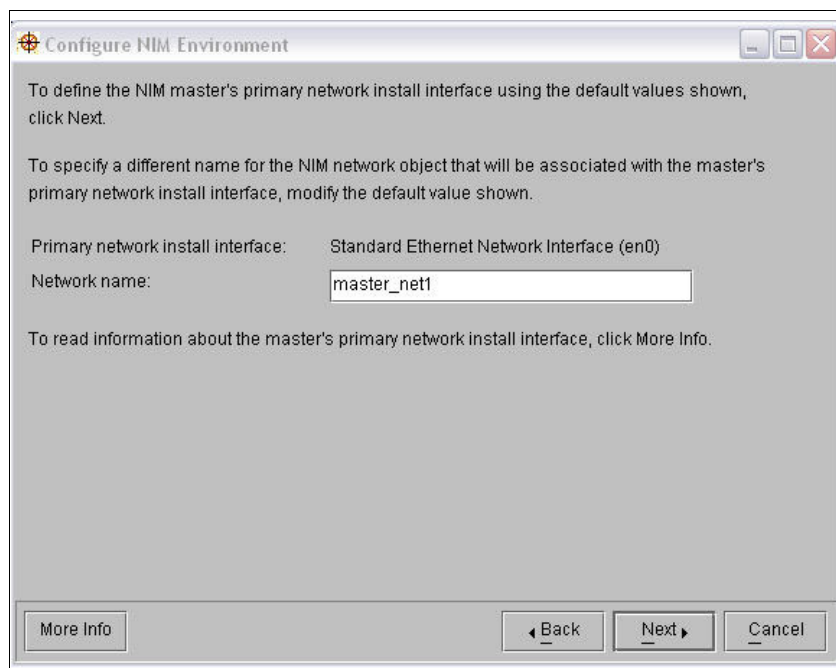 Configure NIM Environment
To define the NIM master's primary network install interface using the default values shown,
click Next.
To specify a different name for the NIM network object that will be associated with the master's
primary network install interface, modify the default value shown.
Primary network install interface: Standard Ethernet Network Interface (en0)
Network name: master_net1
To read information about the master's primary network install interface, click More Info.
More Info Back Next Cancel